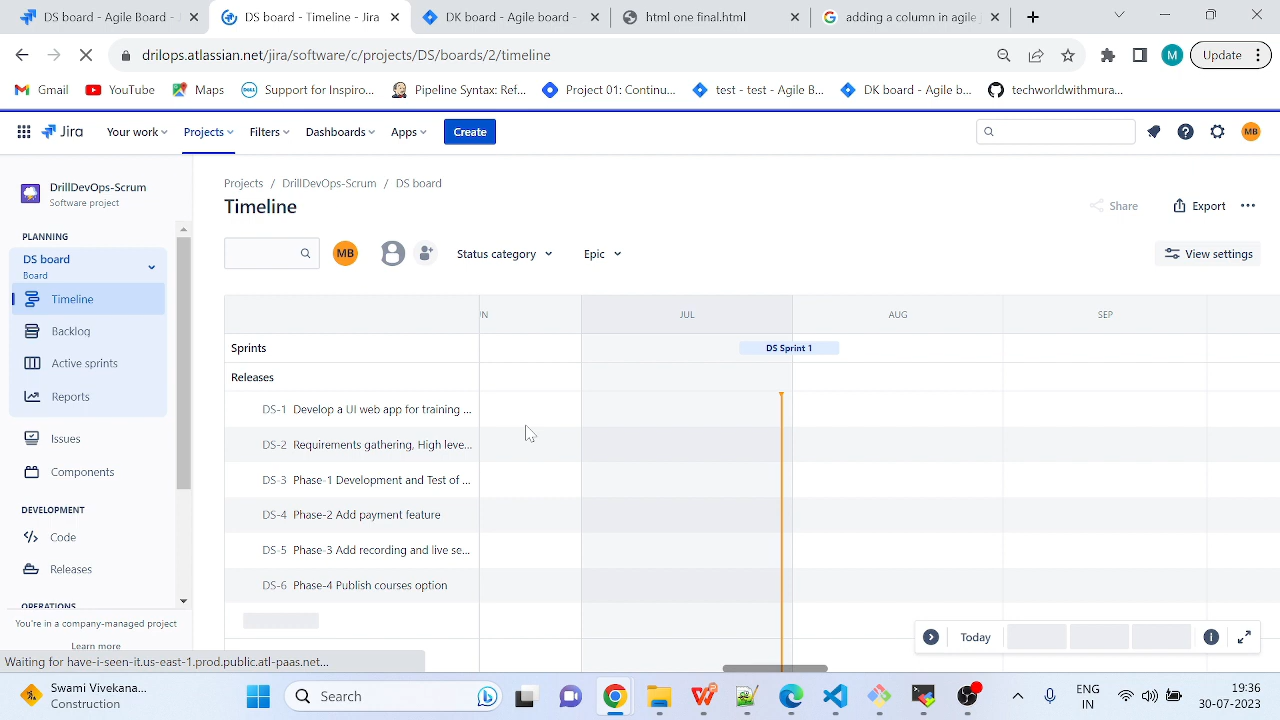 DS board - Agile board - J
DS board - Timeline - Jira
DK board - Agile board -
html one final.html
adding a column in agile
drilops.atlassian.net/jira/software/c/projects/DS/boards/2/timeline
M
Update
Gmail
YouTube
Maps
Support for Inspiro...
Pipeline Syntax: Ref...
Project 01: Continu...
test - test - Agile B...
DK board - Agile b...
techworldwithmura...
Jira
Your work
Projects
Filters
Dashboards
Apps
Create
MB
DrillDevOps-Scrum
Software project
PLANNING
DS board
Board
Timeline
Backlog
Active sprints
Reports
Issues
Components
DEVELOPMENT
Code
Releases
OPERATIONS
You're in a company-managed project
Learn more
Projects / DrillDevOps-Scrum / DS board
Timeline
Share
Export
MB
Status category
Epic
View settings
UN
JUL
AUG
SEP
Sprints
DS Sprint 1
Releases
DS-1 Develop a UI web app for training ...
DS-2 Requirements gathering, High leve...
DS-3 Phase-1 Development and Test of ...
DS-4 Phase-2 Add payment feature
DS-5 Phase-3 Add recording and live se...
DS-6 Phase-4 Publish courses option
Today
Waiting for have-i-seen-it.us-east-1.prod.public.atl-paas.net...
Swami Vivekana...
Construction
Search
ENG
IN
19:36
30-07-2023